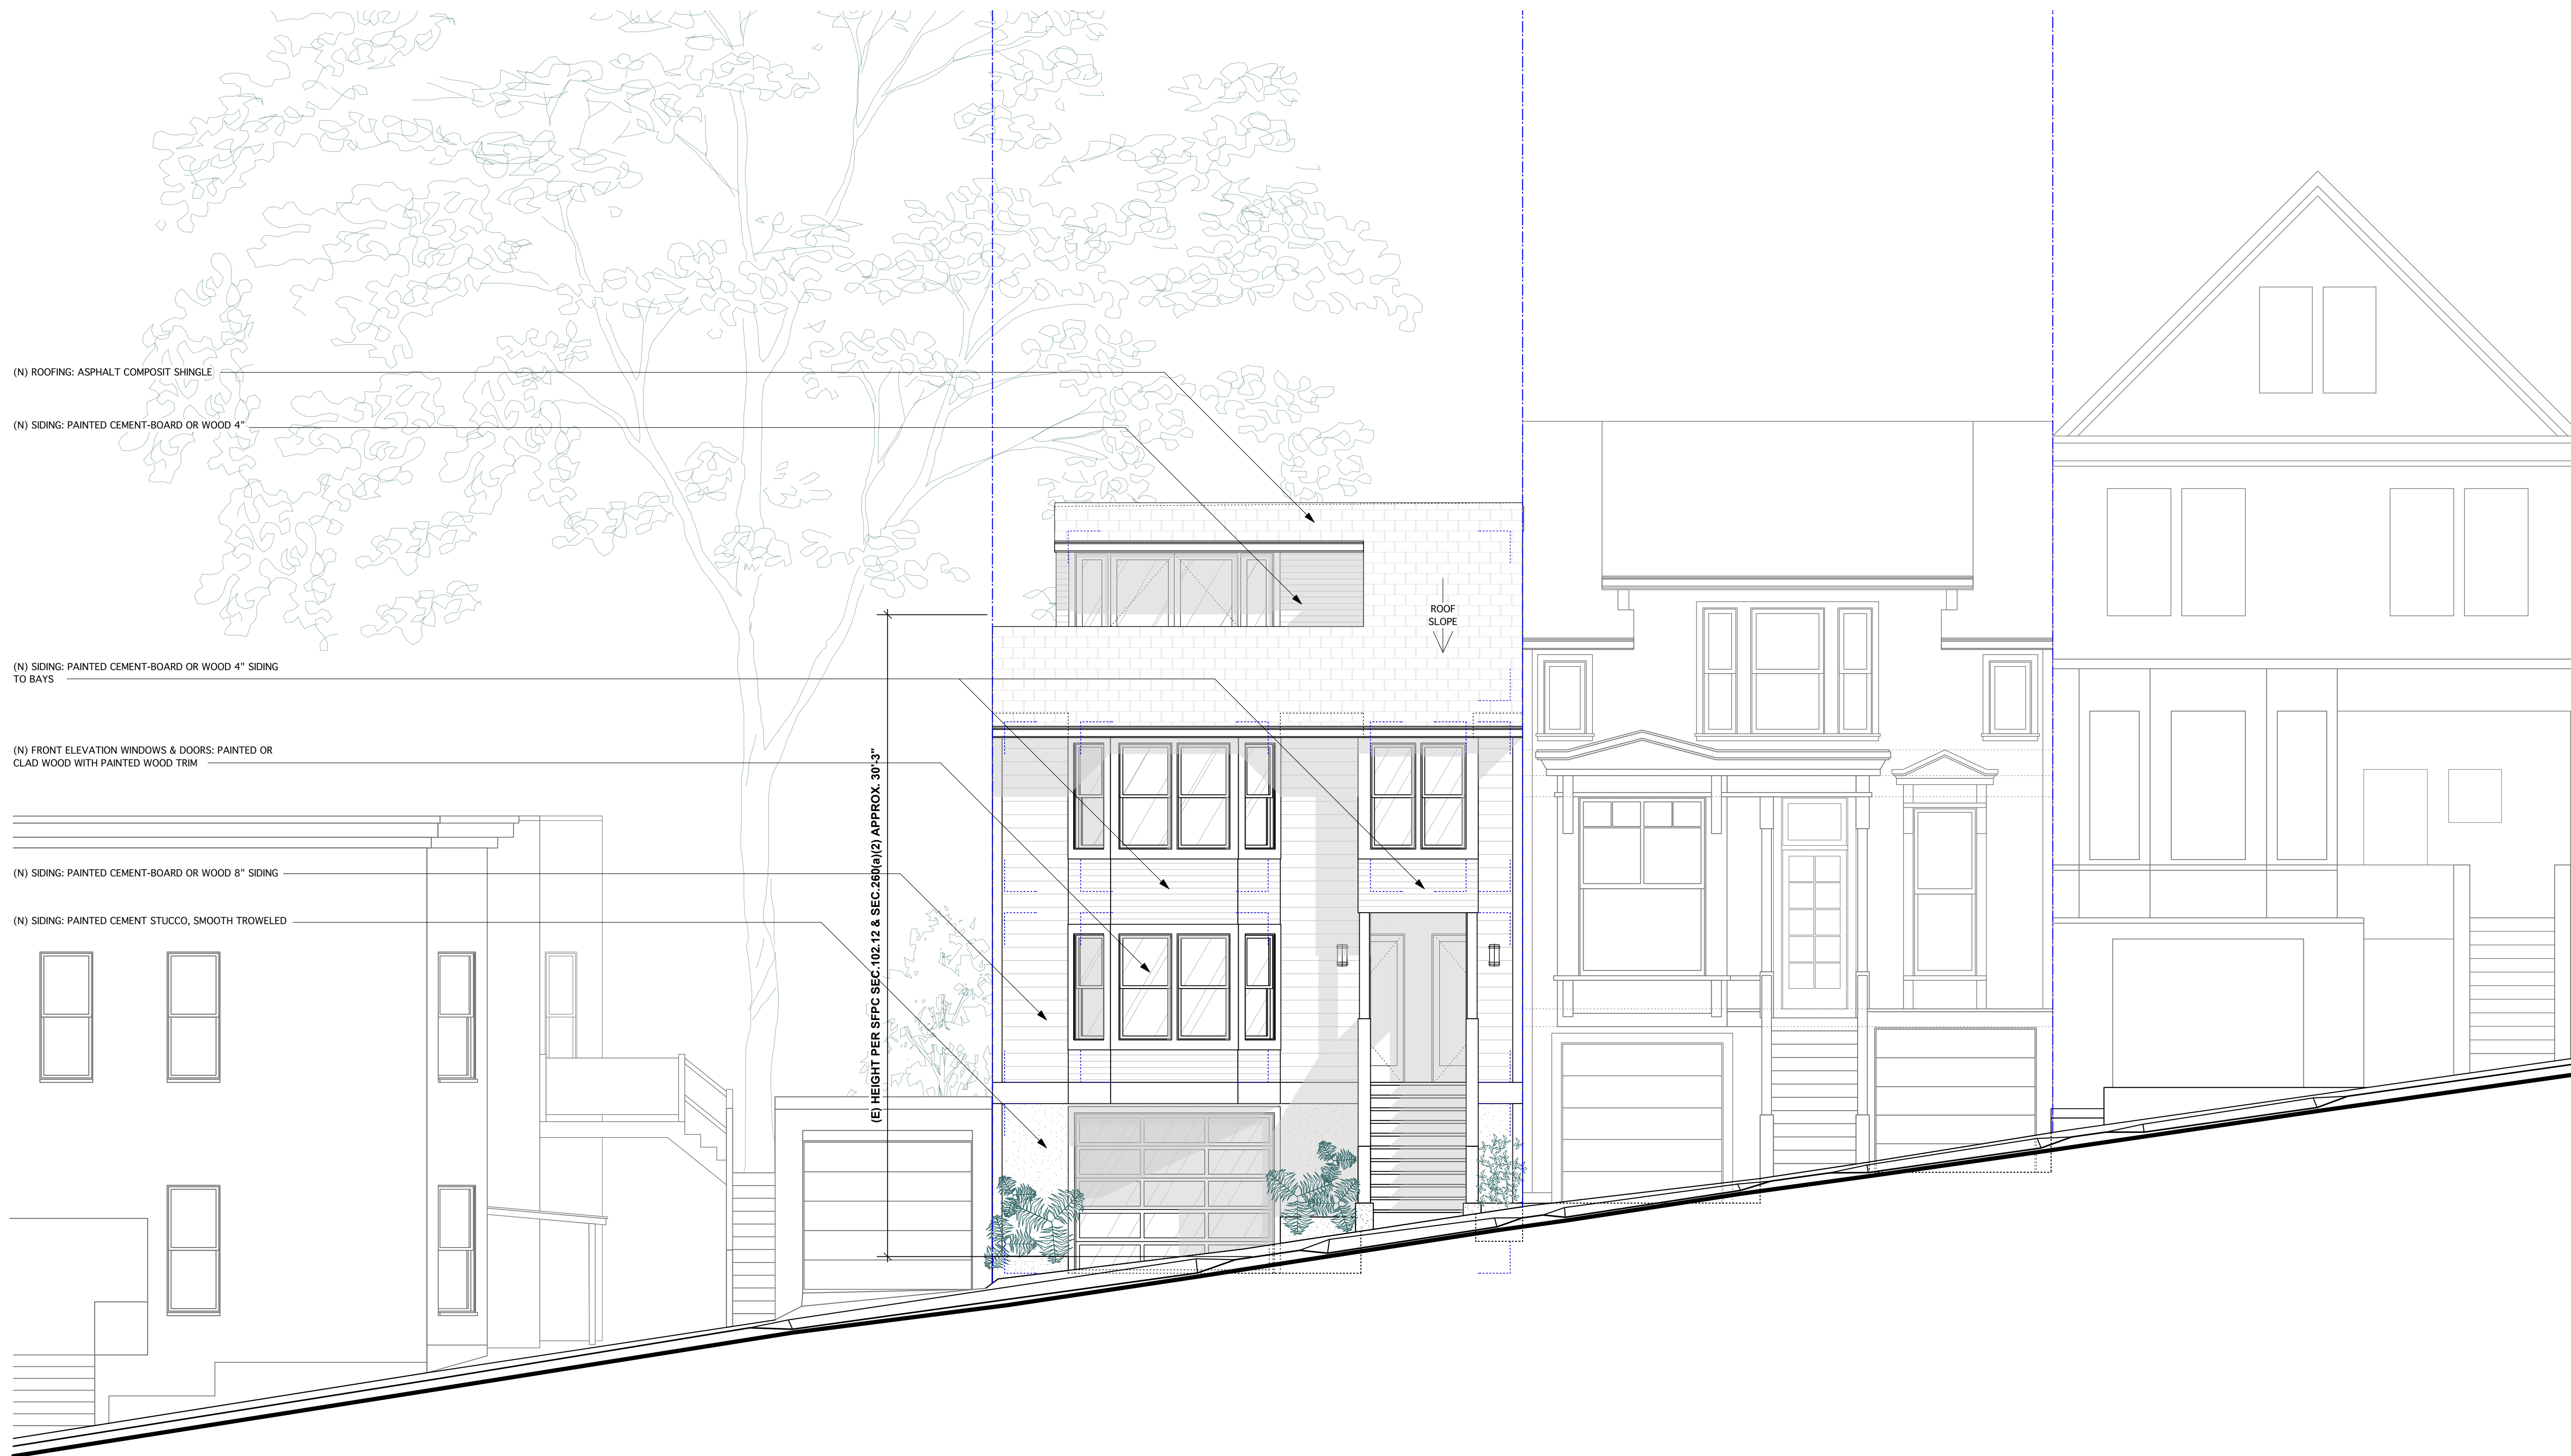 (N) ROOFING: ASPHALT COMPOSIT SHINGLE
(N) SIDING: PAINTED CEMENT-BOARD OR WOOD 4"
ROOF
SLOPE
(N) SIDING: PAINTED CEMENT-BOARD OR WOOD 4" SIDING
TO BAYS
(N) FRONT ELEVATION WINDOWS & DOORS: PAINTED OR
CLAD WOOD WITH PAINTED WOOD TRIM
(E) HEIGHT PER SFPC SEC.102.12 & SEC.260(a)(2) APPROX. 30'-3"
(N) SIDING: PAINTED CEMENT-BOARD OR WOOD 8" SIDING
(N) SIDING: PAINTED CEMENT STUCCO, SMOOTH TROWELED